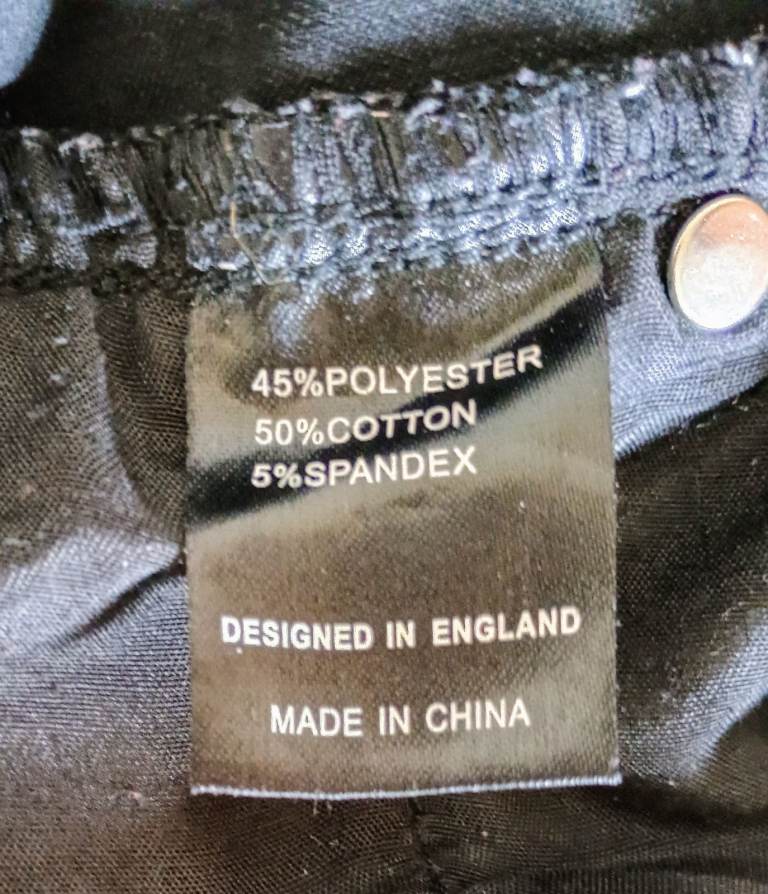 45%POLYESTER
50%COTTON
5%SPANDEX
DESIGNED IN ENGLAND
MADE IN CHINA